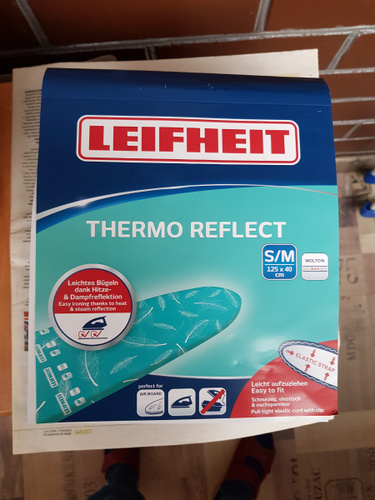 LEIFHEIT
THERMO REFLECT
S/M
125 x 40
cm
MOLTON
Leichtes Bügeln
dank Hitze-
& Dampfreflektion
Easy ironing thanks to heat
& steam reflection
ELASTIC STRAP
perfect for:
AIR BOARD
Leicht aufzuziehen
Easy to fit
Schnurzug, elastisch
& nachspannbar
Pull-tight elastic cord with clip